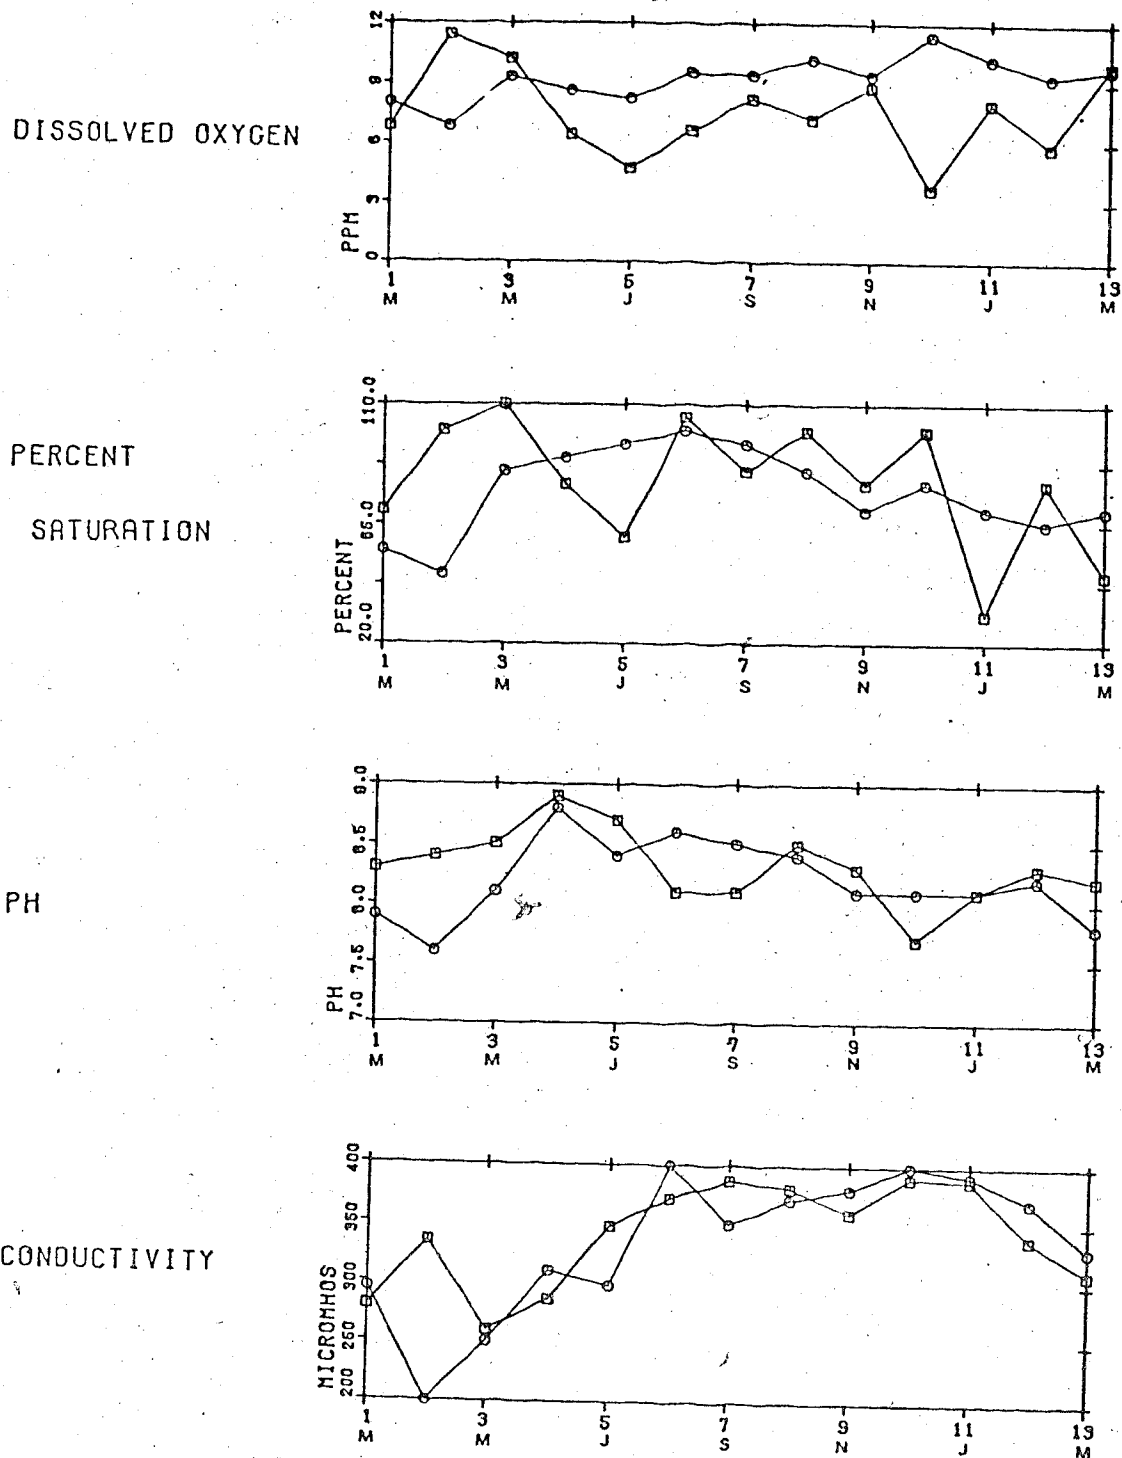 DISSOLVED OXYGEN
PPM
12
9
6
3
0
1 3 5 7 9 11 13
M M J S N J M
PERCENT
SATURATION
PERCENT
110.0
65.0
20.0
1 3 5 7 9 11 13
M M J S N J M
PH
PH
9.0
8.5
8.0
7.5
7.0
1 3 5 7 9 11 13
M M J S N J M
CONDUCTIVITY
MICROMHOS
400
350
300
250
200
1 3 5 7 9 11 13
M M J S N J M